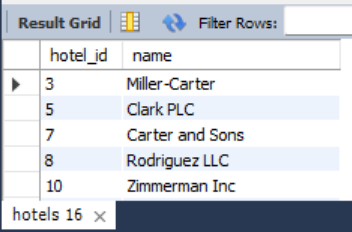 Result Grid Filter Rows:
hotel_id name
3 Miller-Carter
5 Clark PLC
7 Carter and Sons
8 Rodriguez LLC
10 Zimmerman Inc
hotels 16 ×